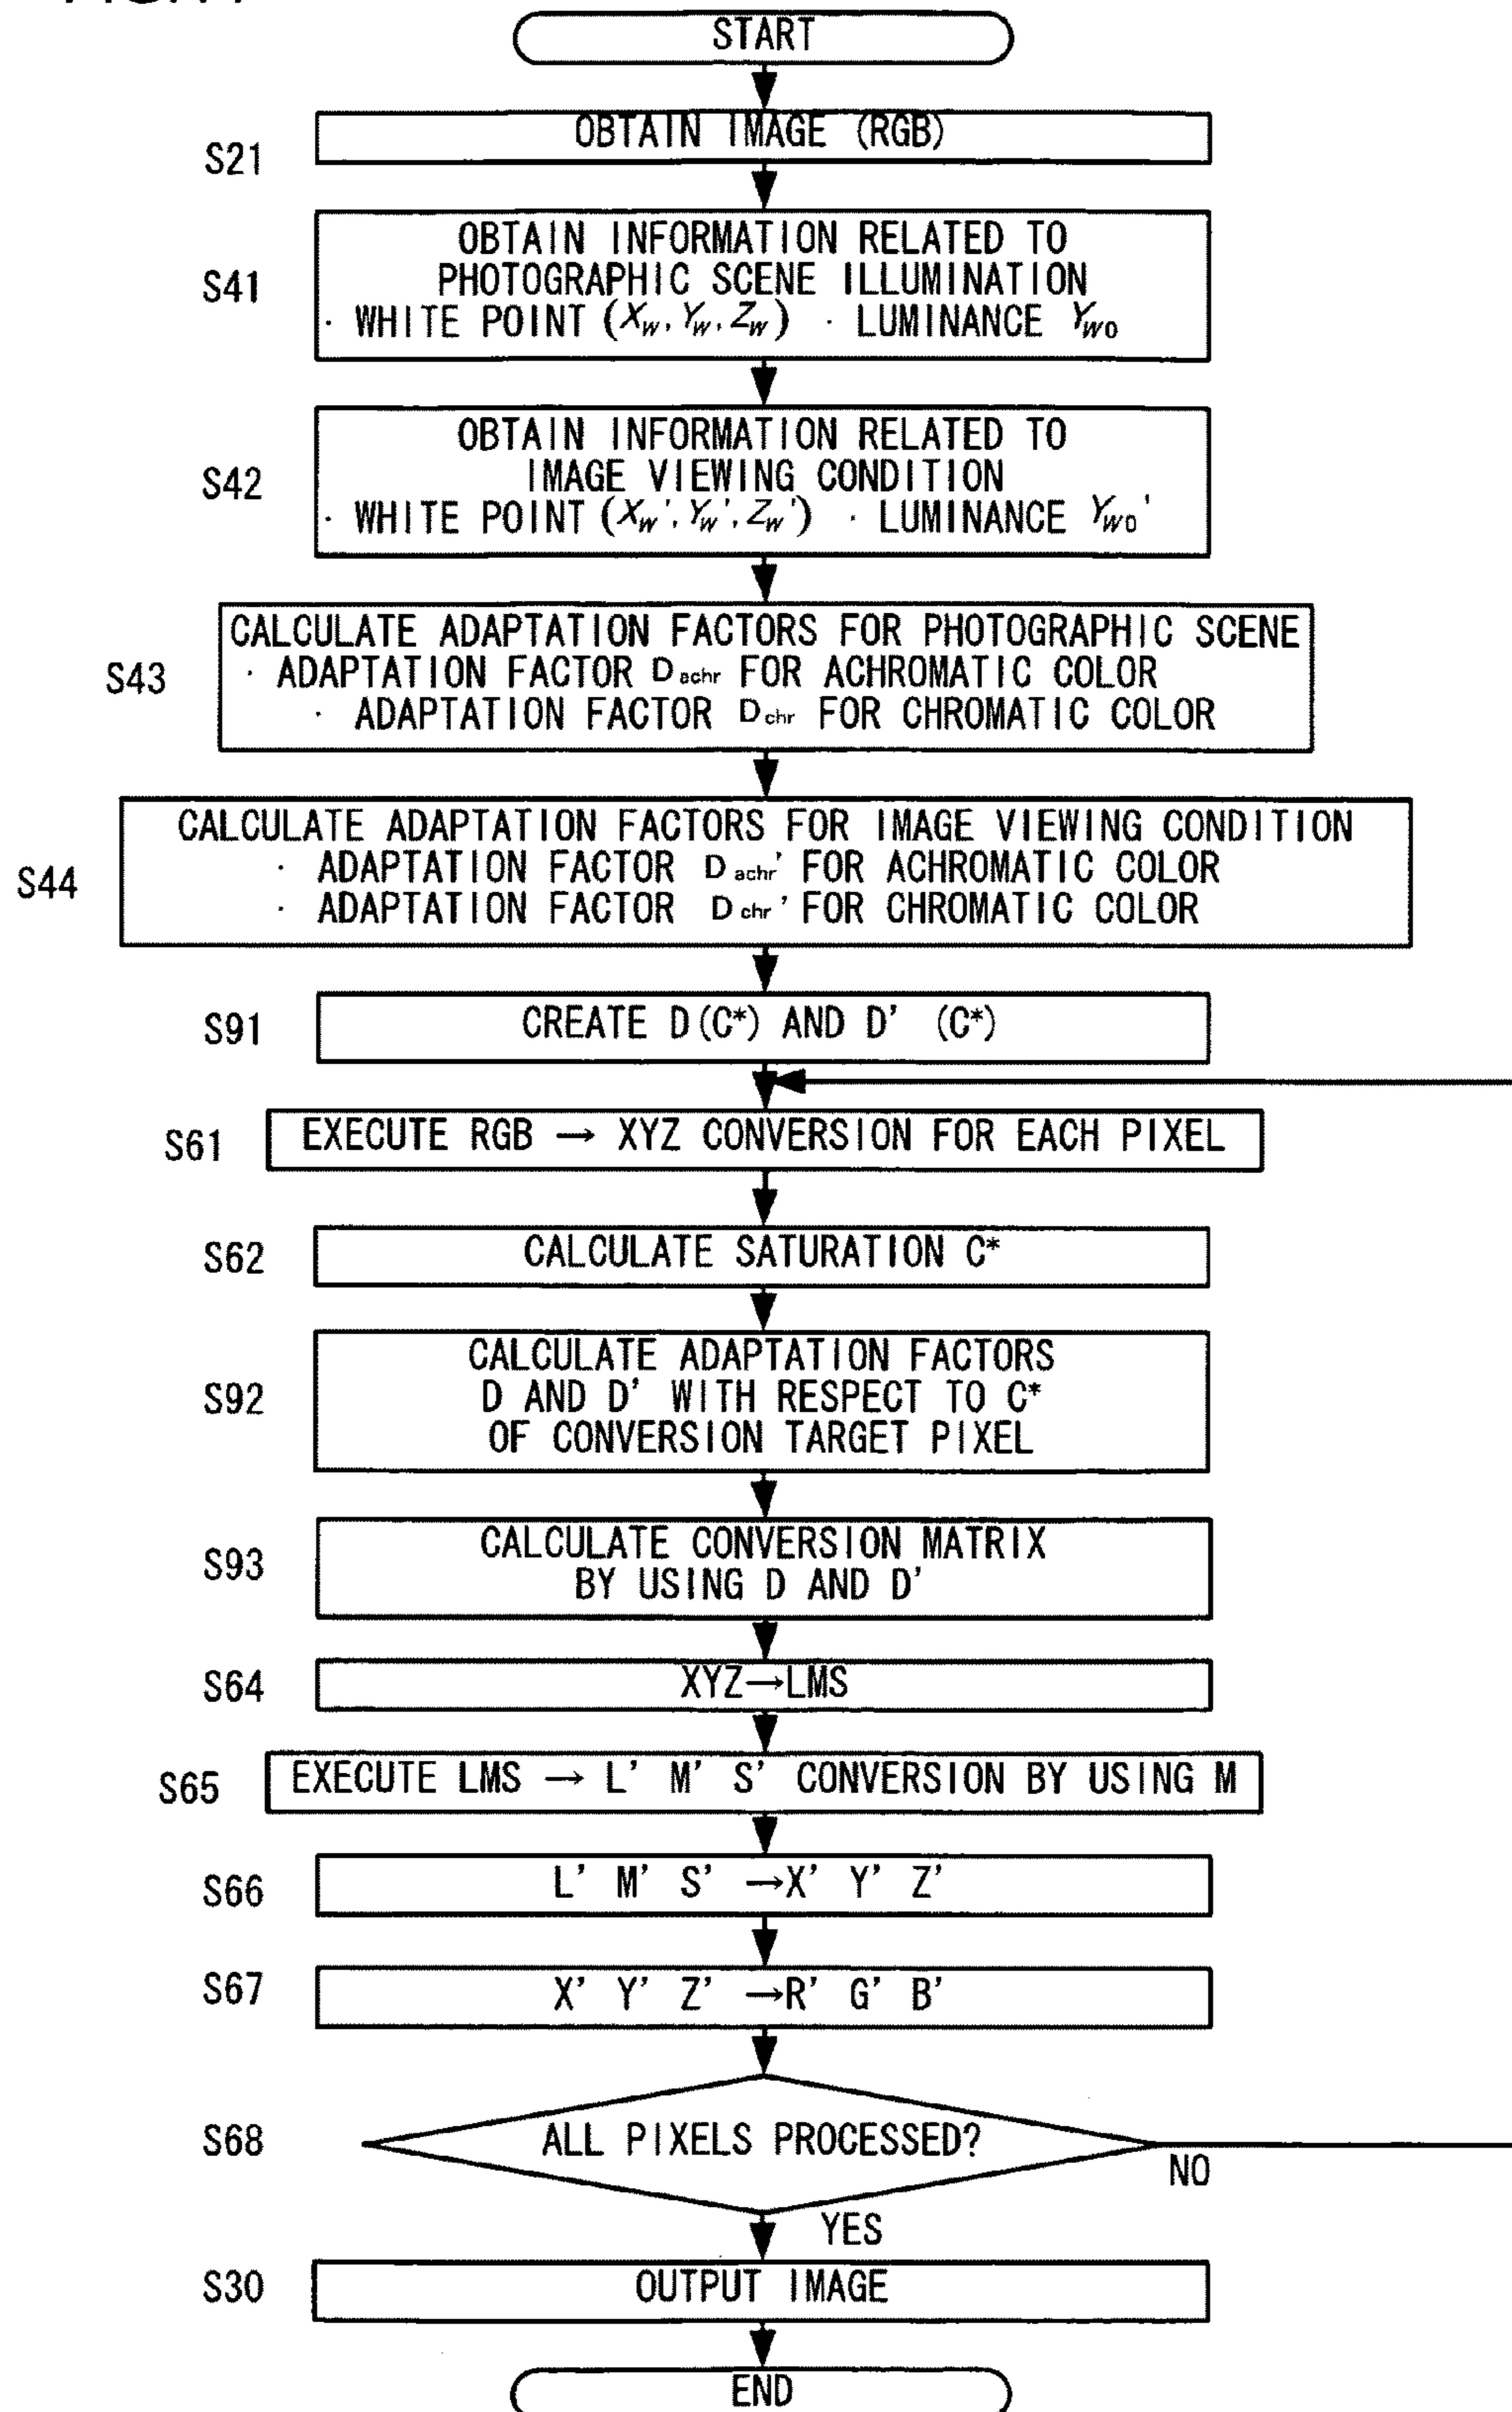 START
S21
OBTAIN IMAGE (RGB)
S41
OBTAIN INFORMATION RELATED TO
PHOTOGRAPHIC SCENE ILLUMINATION
· WHITE POINT (Xw, Yw, Zw) · LUMINANCE Yw0
S42
OBTAIN INFORMATION RELATED TO
IMAGE VIEWING CONDITION
· WHITE POINT (Xw', Yw', Zw') · LUMINANCE Yw0'
S43
CALCULATE ADAPTATION FACTORS FOR PHOTOGRAPHIC SCENE
· ADAPTATION FACTOR Dachr FOR ACHROMATIC COLOR
· ADAPTATION FACTOR Dchr FOR CHROMATIC COLOR
S44
CALCULATE ADAPTATION FACTORS FOR IMAGE VIEWING CONDITION
· ADAPTATION FACTOR Dachr' FOR ACHROMATIC COLOR
· ADAPTATION FACTOR Dchr' FOR CHROMATIC COLOR
S91
CREATE D(C*) AND D' (C*)
S61
EXECUTE RGB → XYZ CONVERSION FOR EACH PIXEL
S62
CALCULATE SATURATION C*
S92
CALCULATE ADAPTATION FACTORS
D AND D' WITH RESPECT TO C*
OF CONVERSION TARGET PIXEL
S93
CALCULATE CONVERSION MATRIX
BY USING D AND D'
S64
XYZ→LMS
S65
EXECUTE LMS → L' M' S' CONVERSION BY USING M
S66
L' M' S' →X' Y' Z'
S67
X' Y' Z' →R' G' B'
S68
ALL PIXELS PROCESSED?
NO
YES
S30
OUTPUT IMAGE
END